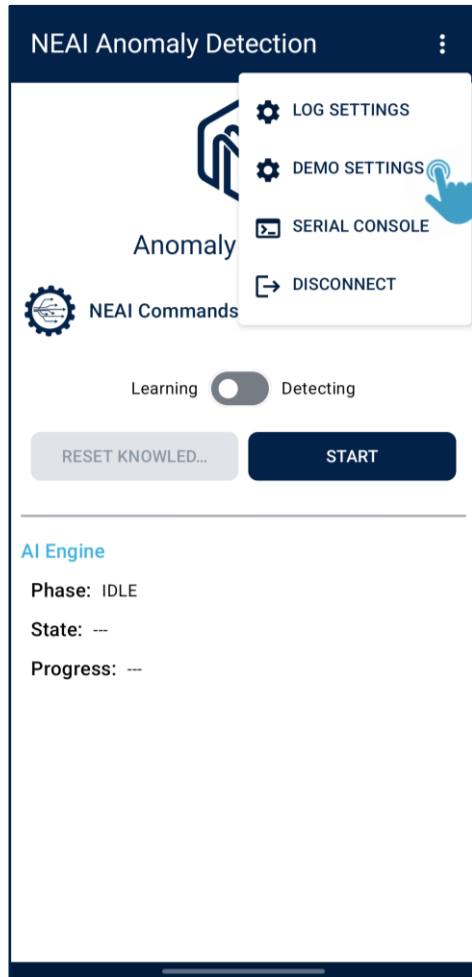 NEAI Anomaly Detection
LOG SETTINGS
DEMO SETTINGS
SERIAL CONSOLE
DISCONNECT
Anomaly
NEAI Commands
Learning Detecting
RESET KNOWLED... START
AI Engine
Phase: IDLE
State: ---
Progress: ---